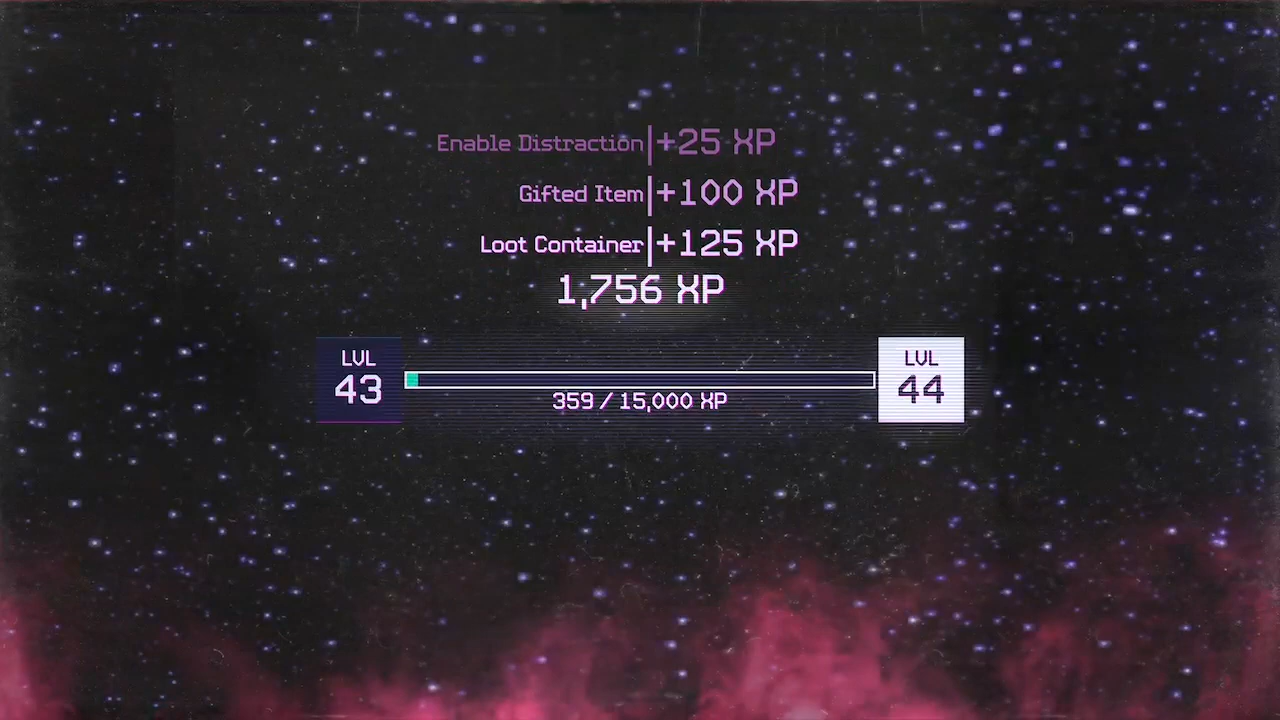 Enable Distraction|+25 XP
Gifted Item|+100 XP
Loot Container|+125 XP
1,756 XP
LVL
43
359 / 15,000 XP
LVL
44